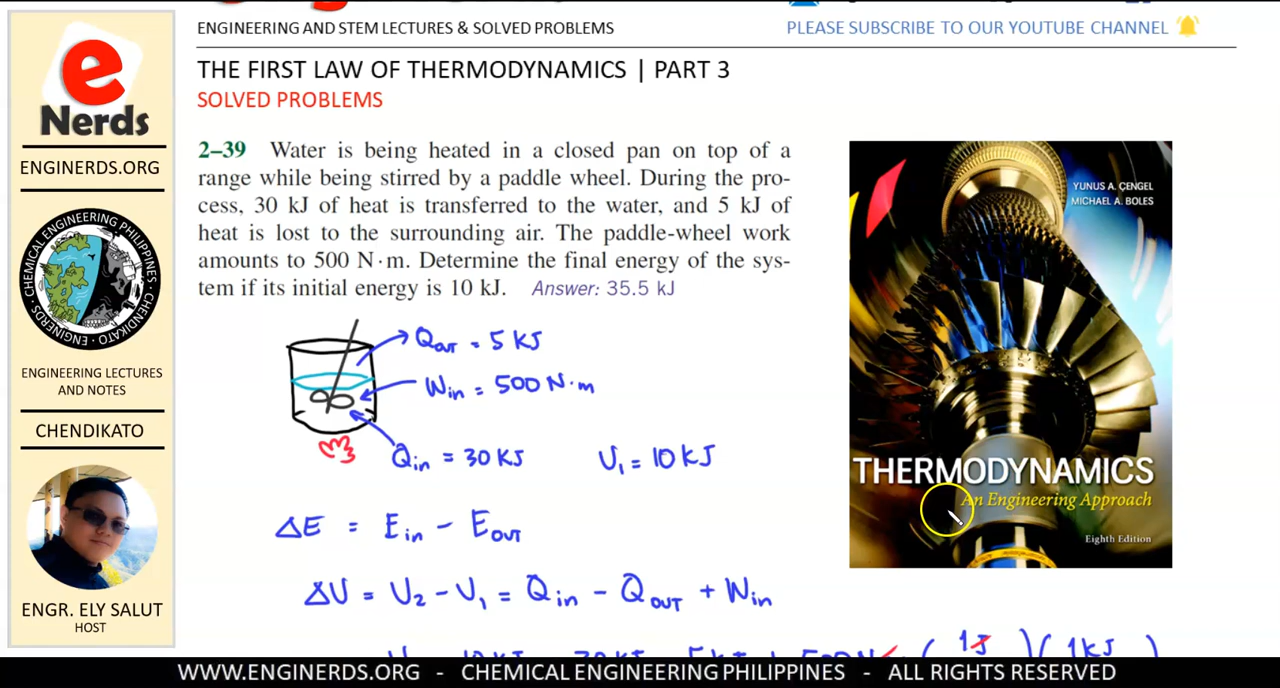 ENGINEERING AND STEM LECTURES & SOLVED PROBLEMS
PLEASE SUBSCRIBE TO OUR YOUTUBE CHANNEL
e
Nerds
ENGINERDS.ORG
CHEMICAL ENGINEERING PHILIPPINES · CHENDIKATO · ENGINERDS.ORG
ENGINEERING LECTURES
AND NOTES
CHENDIKATO
ENGR. ELY SALUT
HOST
THE FIRST LAW OF THERMODYNAMICS | PART 3
SOLVED PROBLEMS
2–39 Water is being heated in a closed pan on top of a
range while being stirred by a paddle wheel. During the pro-
cess, 30 kJ of heat is transferred to the water, and 5 kJ of
heat is lost to the surrounding air. The paddle-wheel work
amounts to 500 N·m. Determine the final energy of the sys-
tem if its initial energy is 10 kJ. Answer: 35.5 kJ
Qout = 5 kJ
Win = 500 N·m
Qin = 30 kJ
U1 = 10 kJ
ΔE = Ein - Eout
ΔU = U2 - U1 = Qin - Qout + Win
YUNUS A. ÇENGEL
MICHAEL A. BOLES
THERMODYNAMICS
An Engineering Approach
Eighth Edition
WWW.ENGINERDS.ORG - CHEMICAL ENGINEERING PHILIPPINES - ALL RIGHTS RESERVED